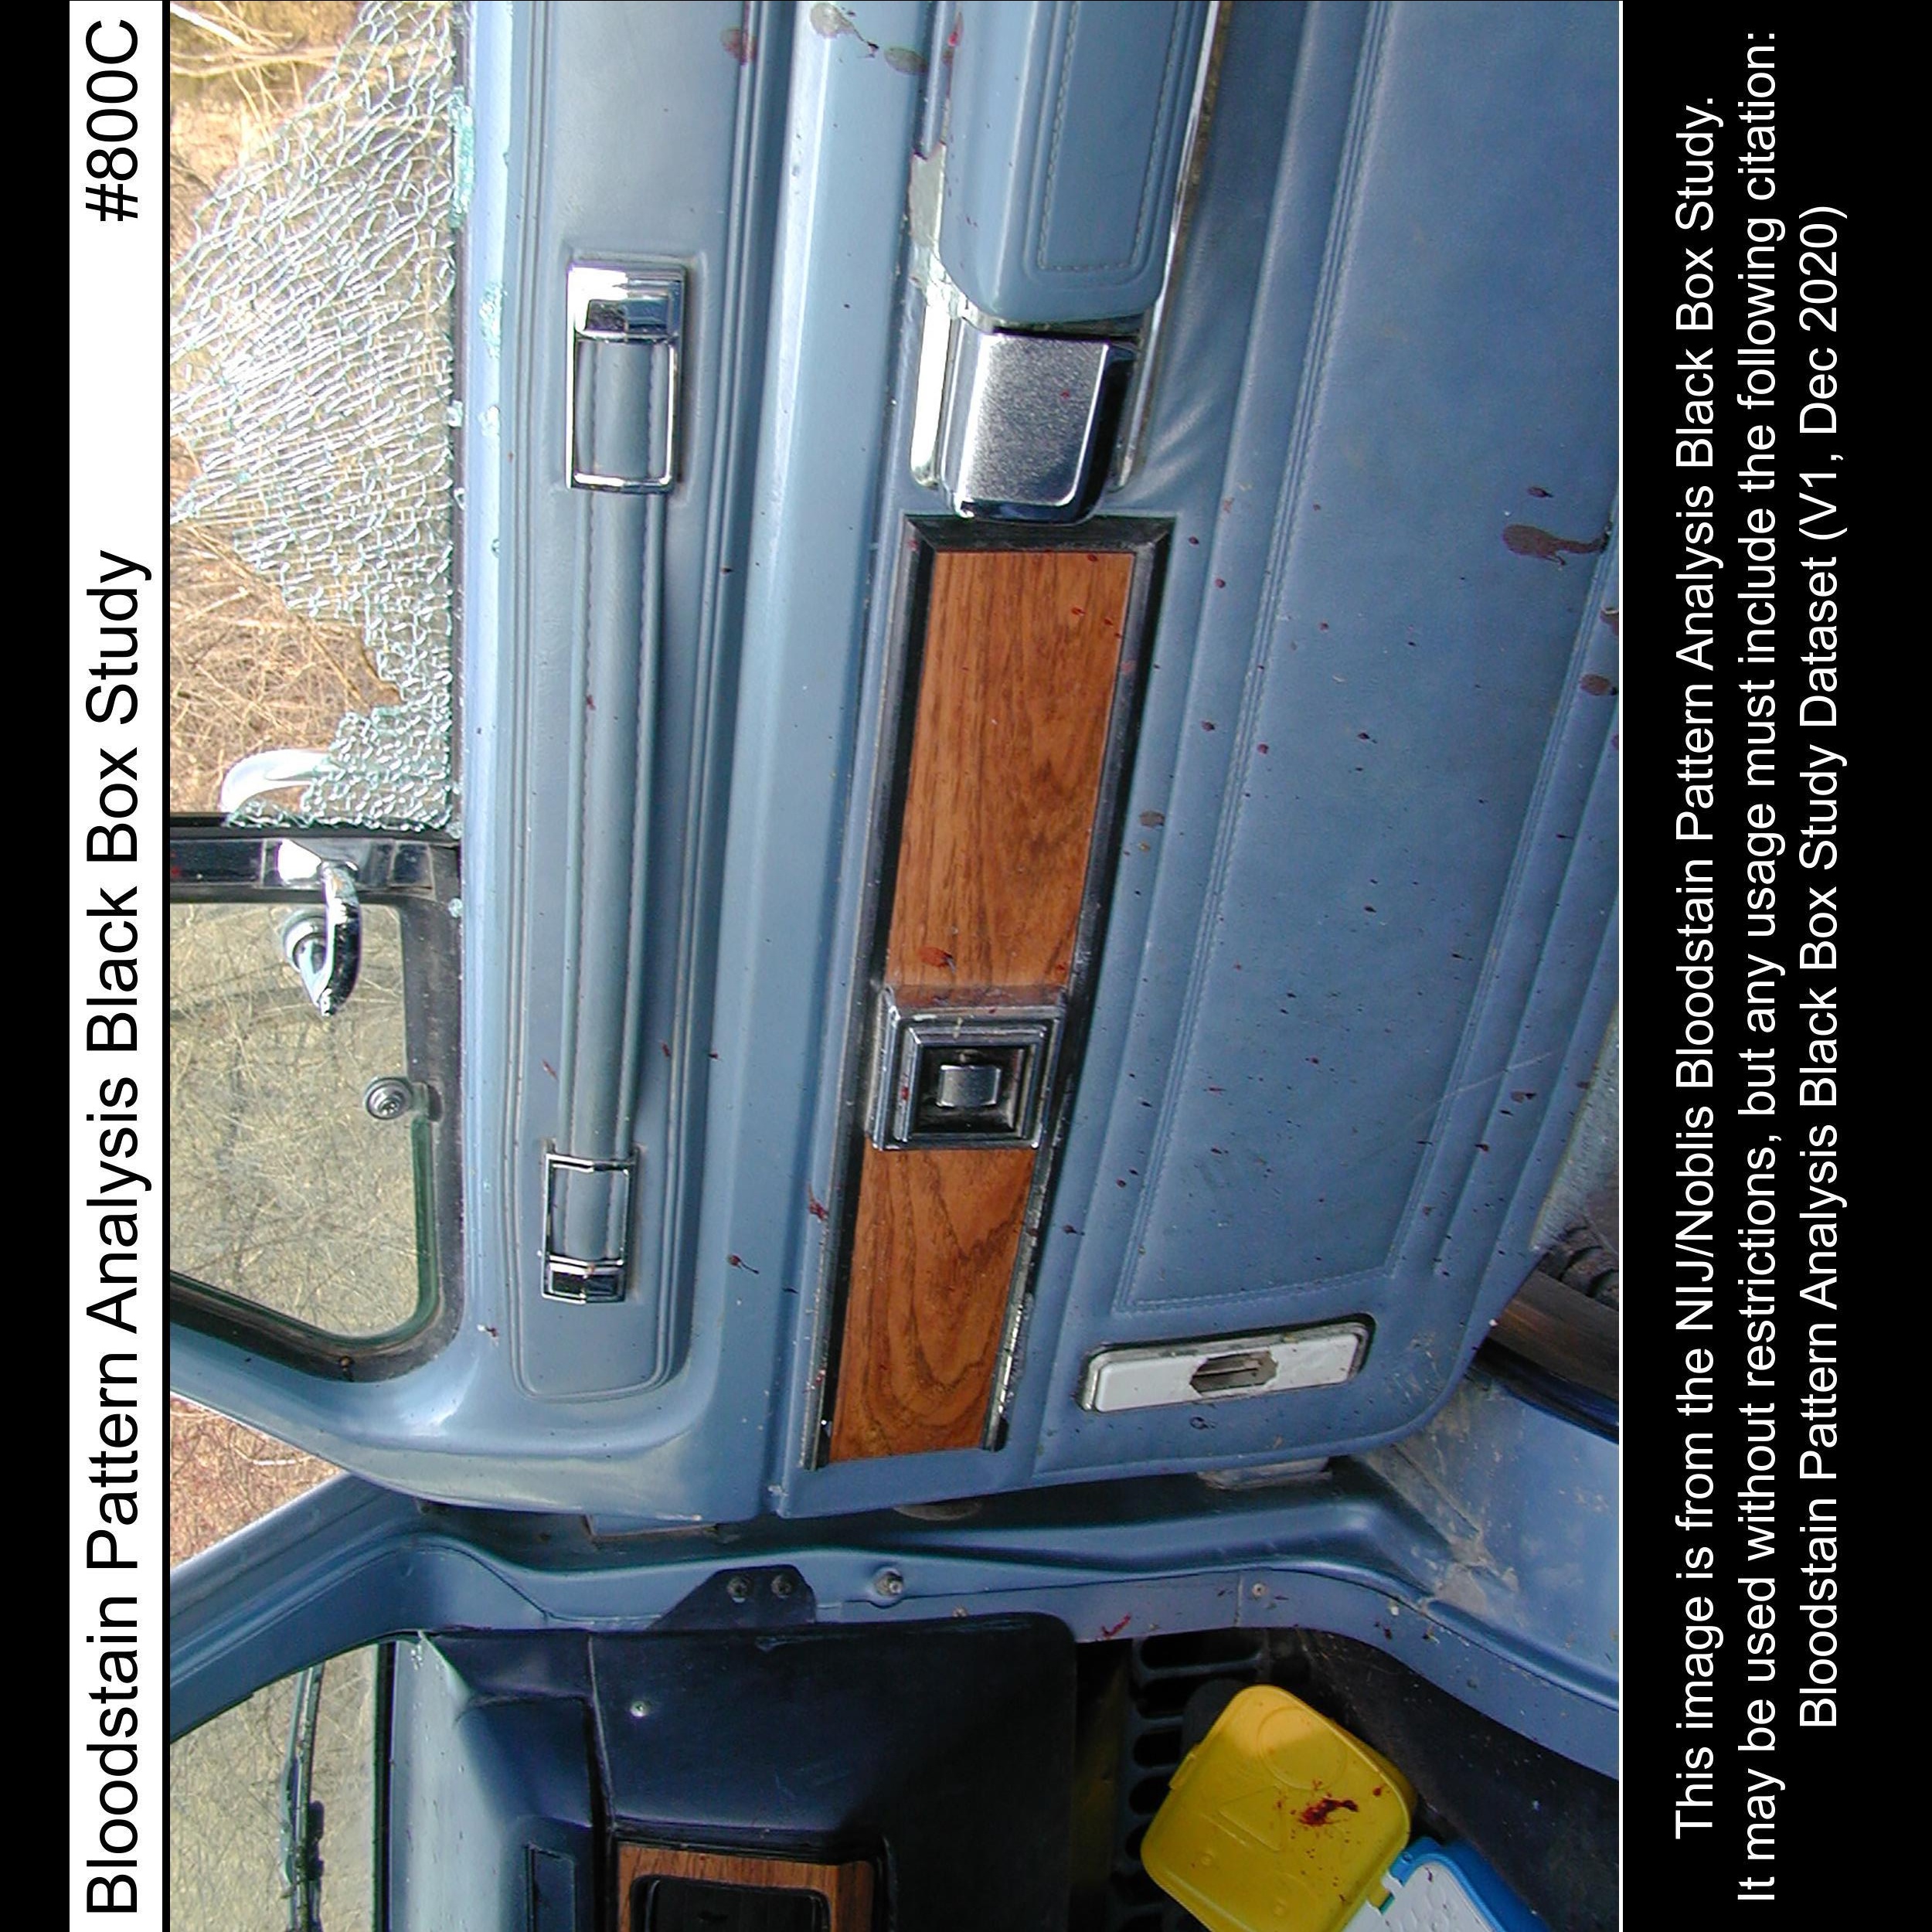 Bloodstain Pattern Analysis Black Box Study #800C
This image is from the NIJ/Noblis Bloodstain Pattern Analysis Black Box Study.
It may be used without restrictions, but any usage must include the following citation:
Bloodstain Pattern Analysis Black Box Study Dataset (V1, Dec 2020)